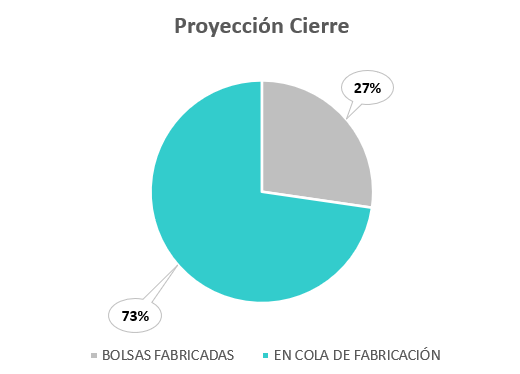 Proyección Cierre
27%
73%
BOLSAS FABRICADAS
EN COLA DE FABRICACIÓN